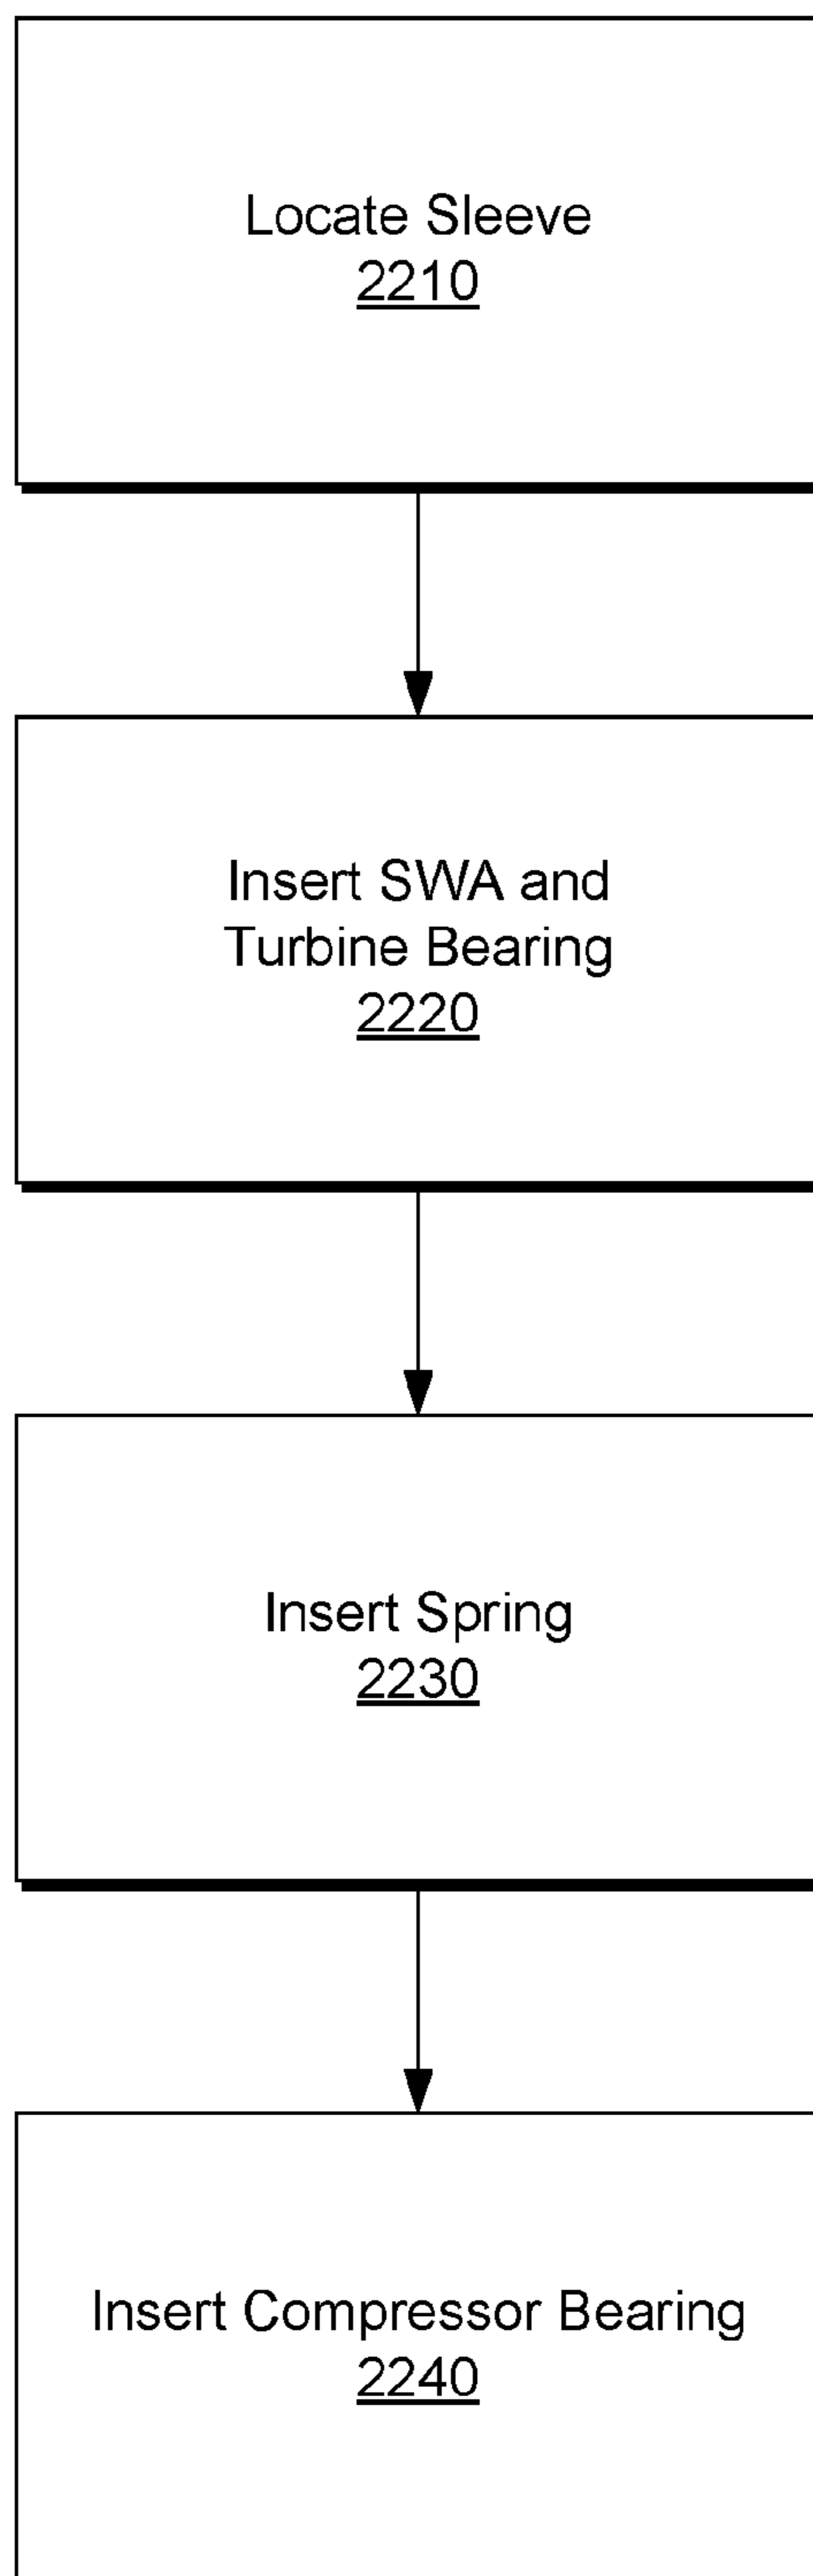 Locate Sleeve
2210
Insert SWA and
Turbine Bearing
2220
Insert Spring
2230
Insert Compressor Bearing
2240